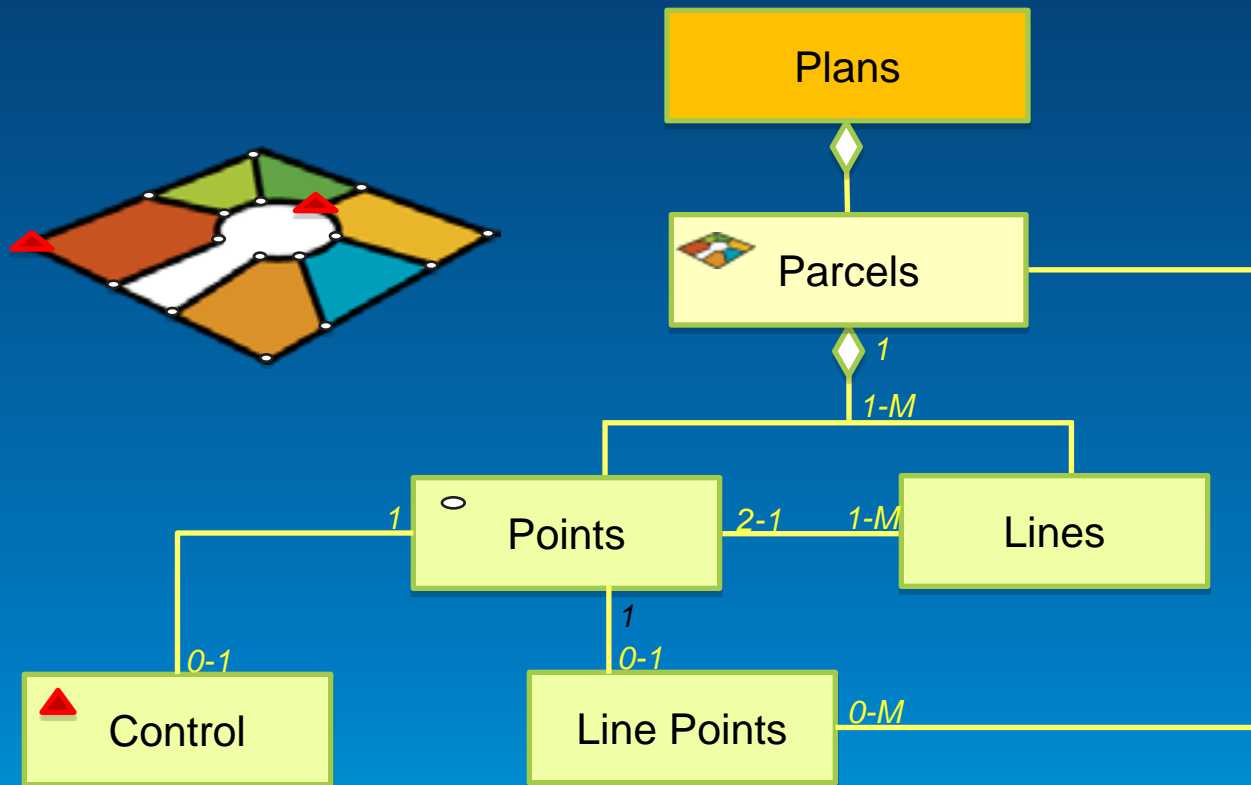 Plans
Parcels
1
1-M
1
Points
2-1
1-M
Lines
1
0-1
0-1
Control
Line Points
0-M